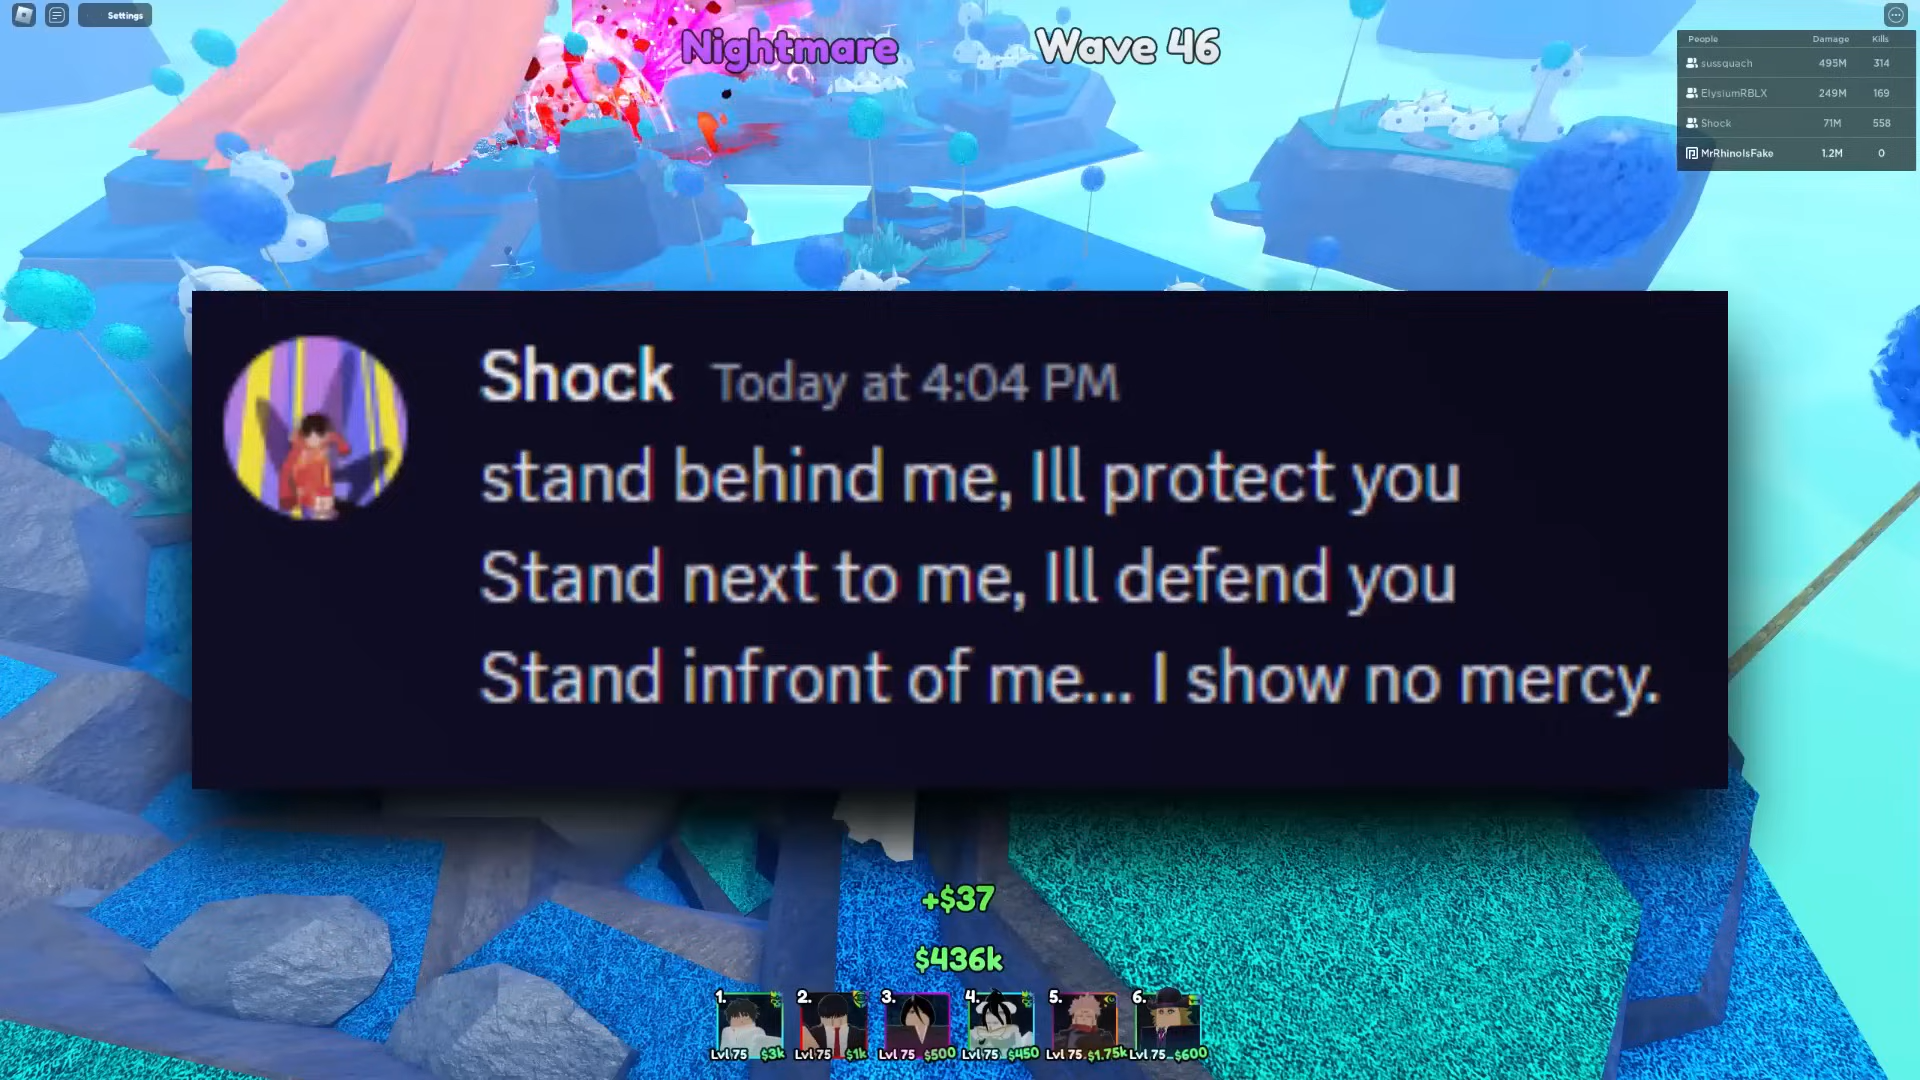 Settings
Nightmare
Wave 46
People Damage Kills
sussquach 495M 314
ElysiumRBLX 249M 169
Shock 71M 558
MrRhinoIsFake 1.2M 0
Shock Today at 4:04 PM
stand behind me, Ill protect you
Stand next to me, Ill defend you
Stand infront of me... I show no mercy.
+$37
$436k
1. 2. 3. 4. 5. 6.
Lvl 75 $3k Lvl 75 $1k Lvl 75 $500 Lvl 75 $450 Lvl 75 $1.75k Lvl 75 $600